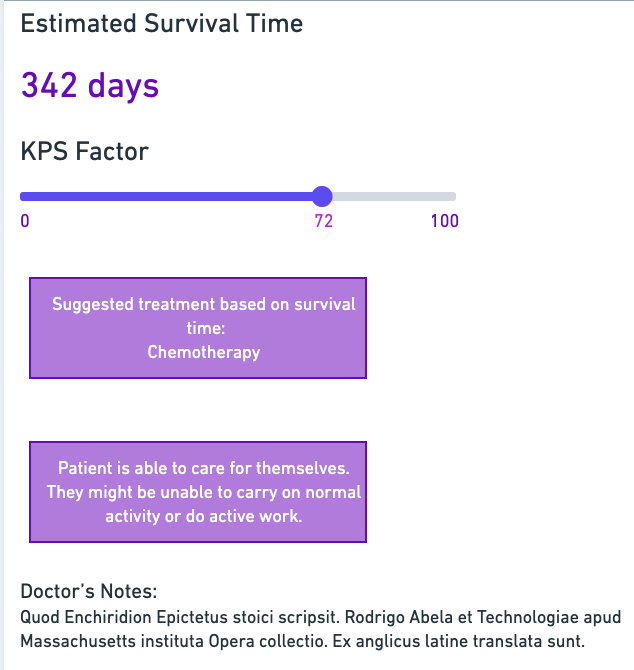 Estimated Survival Time
342 days
KPS Factor
0 72 100
Suggested treatment based on survival
time:
Chemotherapy
Patient is able to care for themselves.
They might be unable to carry on normal
activity or do active work.
Doctor's Notes:
Quod Enchiridion Epictetus stoici scripsit. Rodrigo Abela et Technologiae apud
Massachusetts instituta Opera collectio. Ex anglicus latine translata sunt.